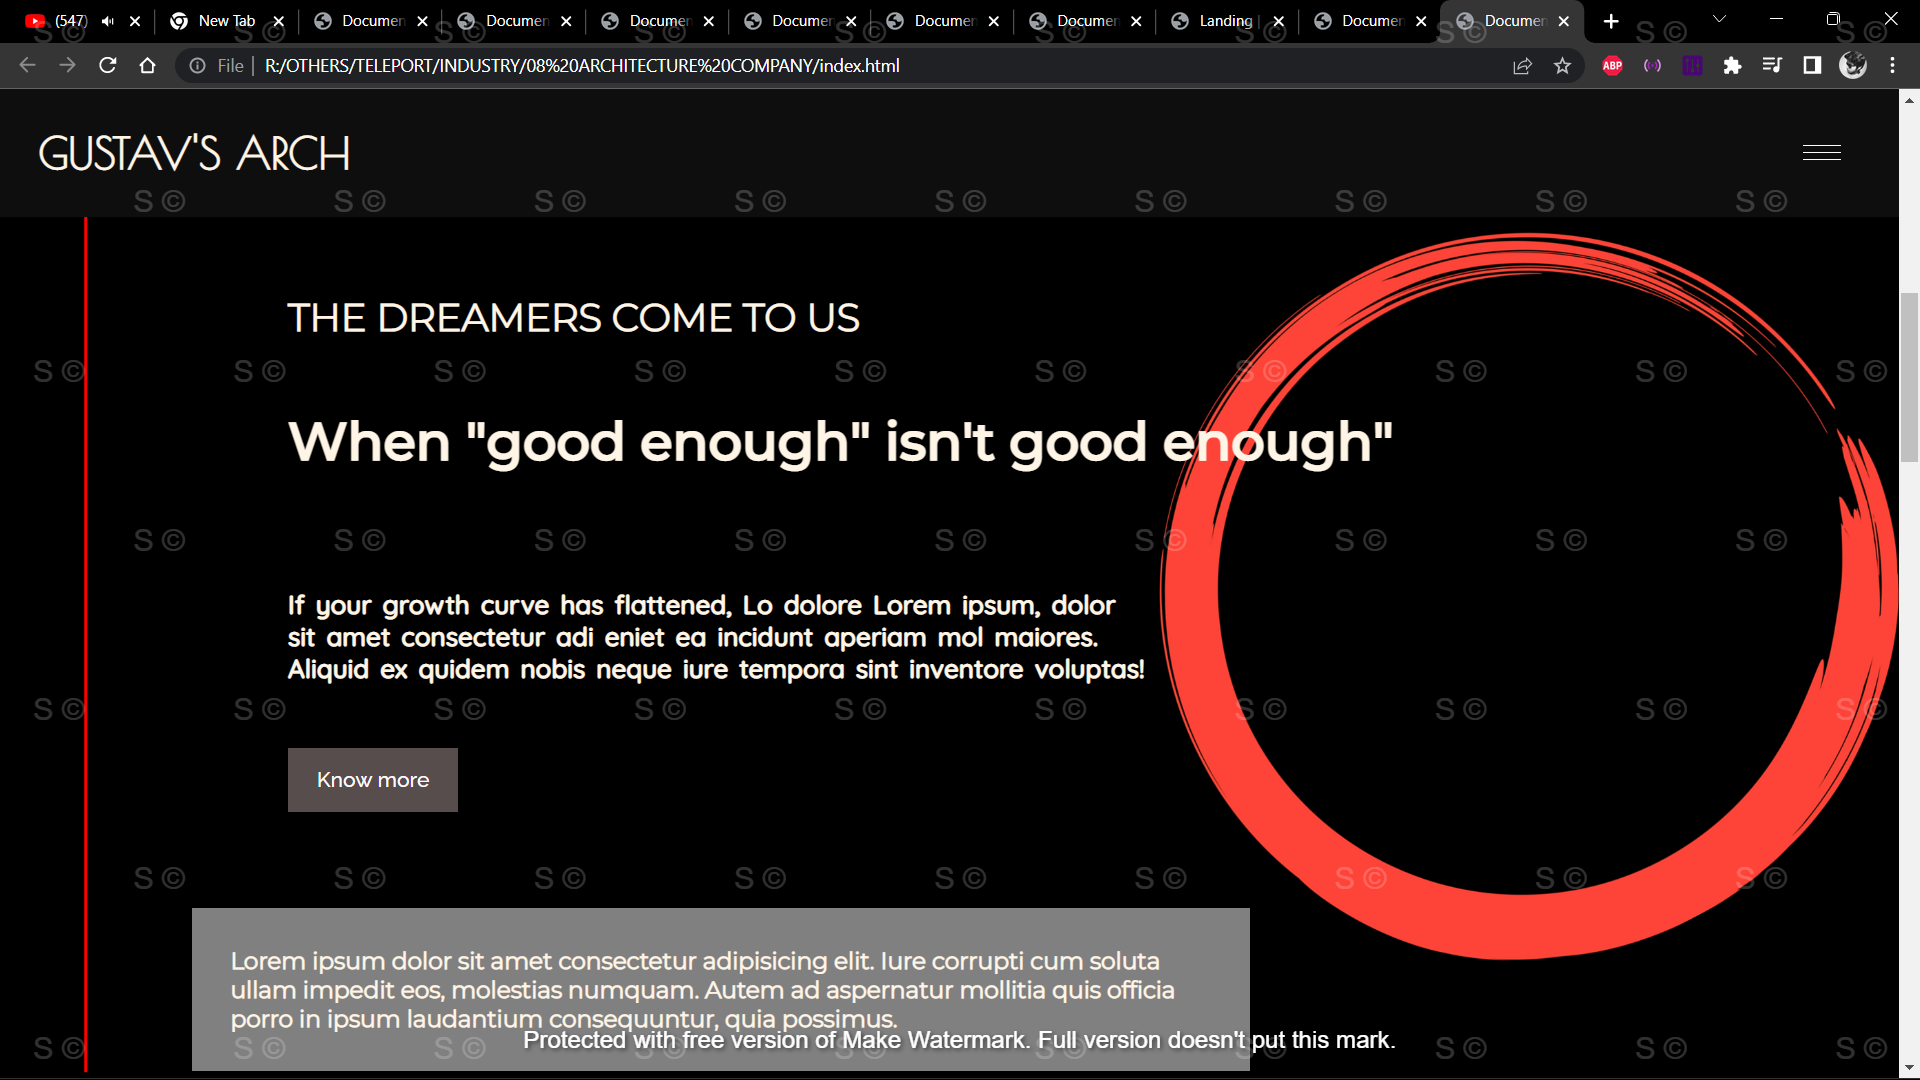 (547)
New Tab
Documen
Documen
Documen
Documen
Documen
Documen
Landing
Documen
Documen
File
R:/OTHERS/TELEPORT/INDUSTRY/08%20ARCHITECTURE%20COMPANY/index.html
ABP
GUSTAV'S ARCH
THE DREAMERS COME TO US
When "good enough" isn't good enough"
If your growth curve has flattened, Lo dolore Lorem ipsum, dolor
sit amet consectetur adi eniet ea incidunt aperiam mol maiores.
Aliquid ex quidem nobis neque iure tempora sint inventore voluptas!
Know more
Lorem ipsum dolor sit amet consectetur adipisicing elit. Iure corrupti cum soluta
ullam impedit eos, molestias numquam. Autem ad aspernatur mollitia quis officia
porro in ipsum laudantium consequuntur, quia possimus.
Protected with free version of Make Watermark. Full version doesn't put this mark.
S ©